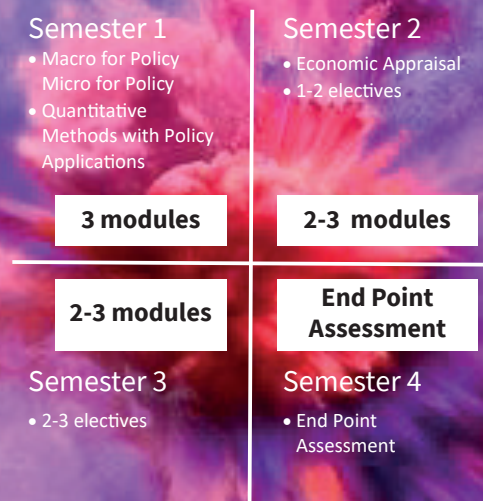 Semester 1
• Macro for Policy
Micro for Policy
• Quantitative
Methods with Policy
Applications
3 modules
Semester 2
• Economic Appraisal
• 1-2 electives
2-3 modules
2-3 modules
Semester 3
• 2-3 electives
End Point
Assessment
Semester 4
• End Point
Assessment